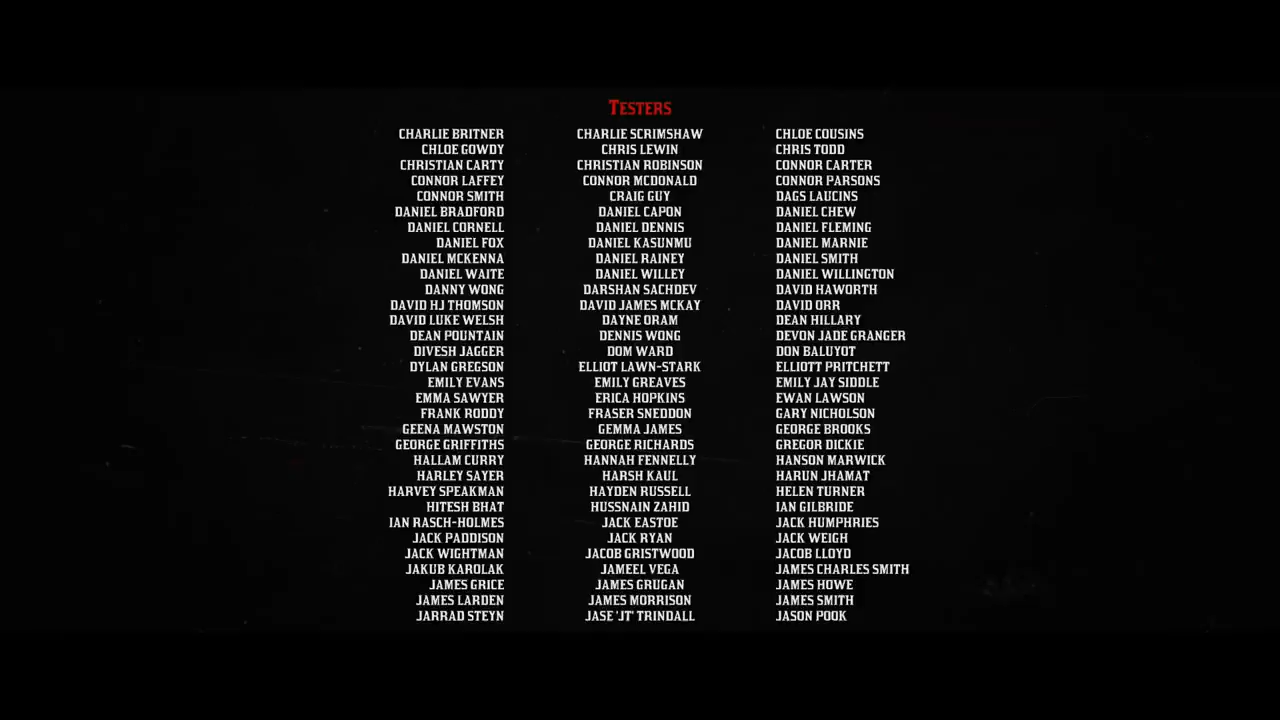 TESTERS
CHARLIE BRITNER CHARLIE SCRIMSHAW CHLOE COUSINS
CHLOE GOWDY CHRIS LEWIN CHRIS TODD
CHRISTIAN CARTY CHRISTIAN ROBINSON CONNOR CARTER
CONNOR LAFFEY CONNOR MCDONALD CONNOR PARSONS
CONNOR SMITH CRAIG GUY DAGS LAUCINS
DANIEL BRADFORD DANIEL CAPON DANIEL CHEW
DANIEL CORNELL DANIEL DENNIS DANIEL FLEMING
DANIEL FOX DANIEL KASUNMU DANIEL MARNIE
DANIEL MCKENNA DANIEL RAINEY DANIEL SMITH
DANIEL WAITE DANIEL WILLEY DANIEL WILLINGTON
DANNY WONG DARSHAN SACHDEV DAVID HAWORTH
DAVID HJ THOMSON DAVID JAMES MCKAY DAVID ORR
DAVID LUKE WELSH DAYNE ORAM DEAN HILLARY
DEAN POUNTAIN DENNIS WONG DEVON JADE GRANGER
DIVESH JAGGER DOM WARD DON BALUYOT
DYLAN GREGSON ELLIOT LAWN-STARK ELLIOTT PRITCHETT
EMILY EVANS EMILY GREAVES EMILY JAY SIDDLE
EMMA SAWYER ERICA HOPKINS EWAN LAWSON
FRANK RODDY FRASER SNEDDON GARY NICHOLSON
GEENA MAWSTON GEMMA JAMES GEORGE BROOKS
GEORGE GRIFFITHS GEORGE RICHARDS GREGOR DICKIE
HALLAM CURRY HANNAH FENNELLY HANSON MARWICK
HARLEY SAYER HARSH KAUL HARUN JHAMAT
HARVEY SPEAKMAN HAYDEN RUSSELL HELEN TURNER
HITESH BHAT HUSSNAIN ZAHID IAN GILBRIDE
IAN RASCH-HOLMES JACK EASTOE JACK HUMPHRIES
JACK PADDISON JACK RYAN JACK WEIGH
JACK WIGHTMAN JACOB GRISTWOOD JACOB LLOYD
JAKUB KAROLAK JAMEEL VEGA JAMES CHARLES SMITH
JAMES GRICE JAMES GRUGAN JAMES HOWE
JAMES LARDEN JAMES MORRISON JAMES SMITH
JARRAD STEYN JASE 'JT' TRINDALL JASON POOK